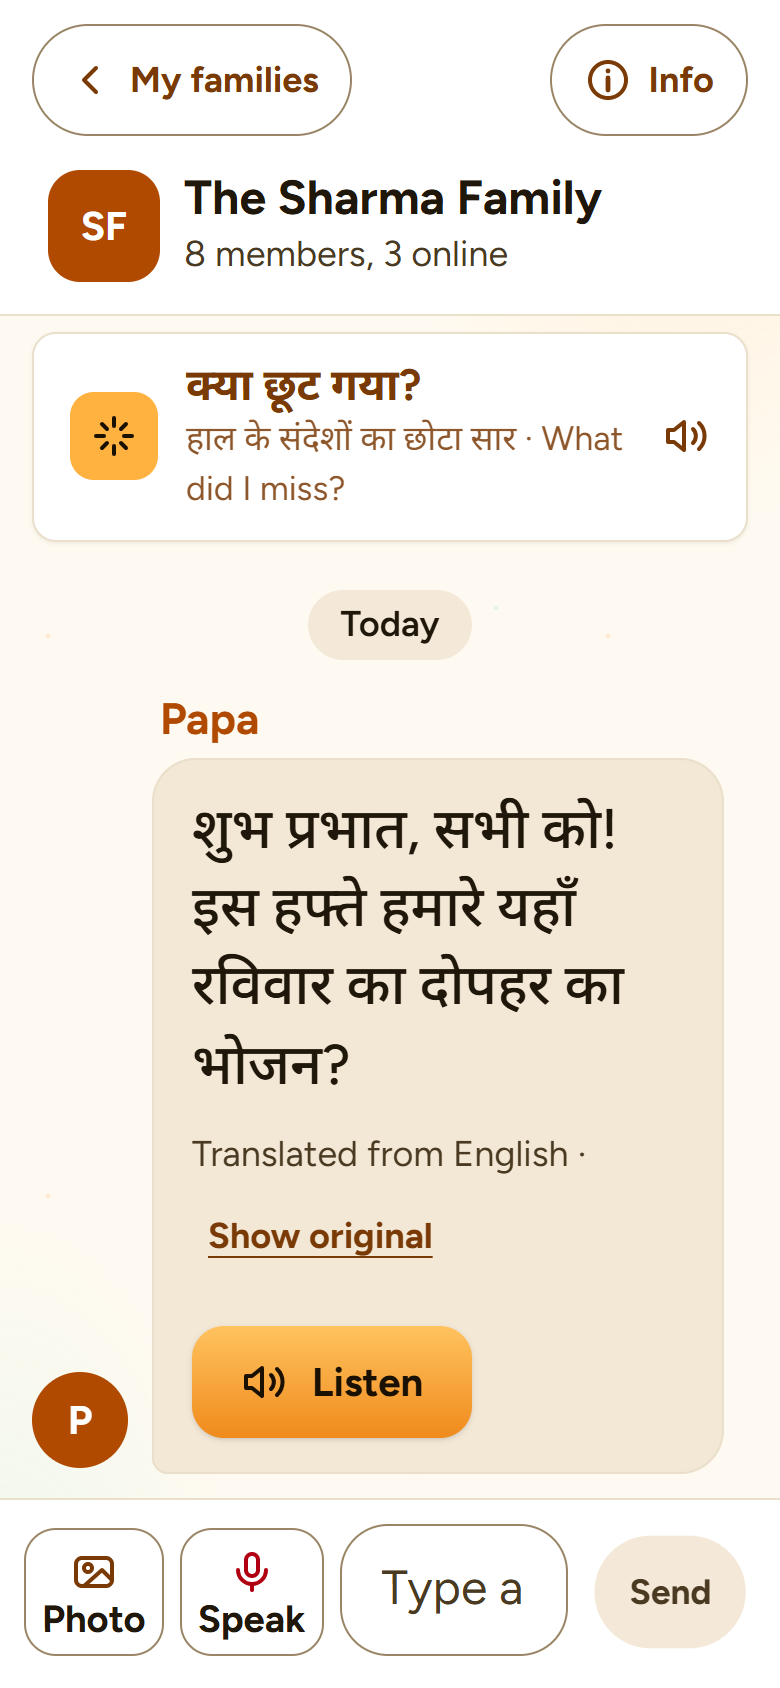 My families
Info
SF
The Sharma Family
8 members, 3 online
क्या छूट गया?
हाल के संदेशों का छोटा सार · What
did I miss?
Today
Papa
शुभ प्रभात, सभी को!
इस हफ्ते हमारे यहाँ
रविवार का दोपहर का
भोजन?
Translated from English ·
Show original
Listen
P
Photo
Speak
Type a
Send